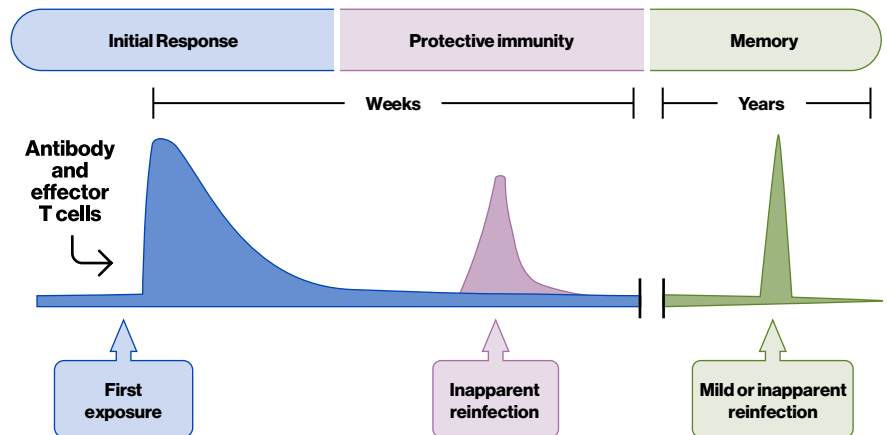 Initial Response
Protective immunity
Memory
Weeks
Years
Antibody
and
effector
T cells
First
exposure
Inapparent
reinfection
Mild or inapparent
reinfection